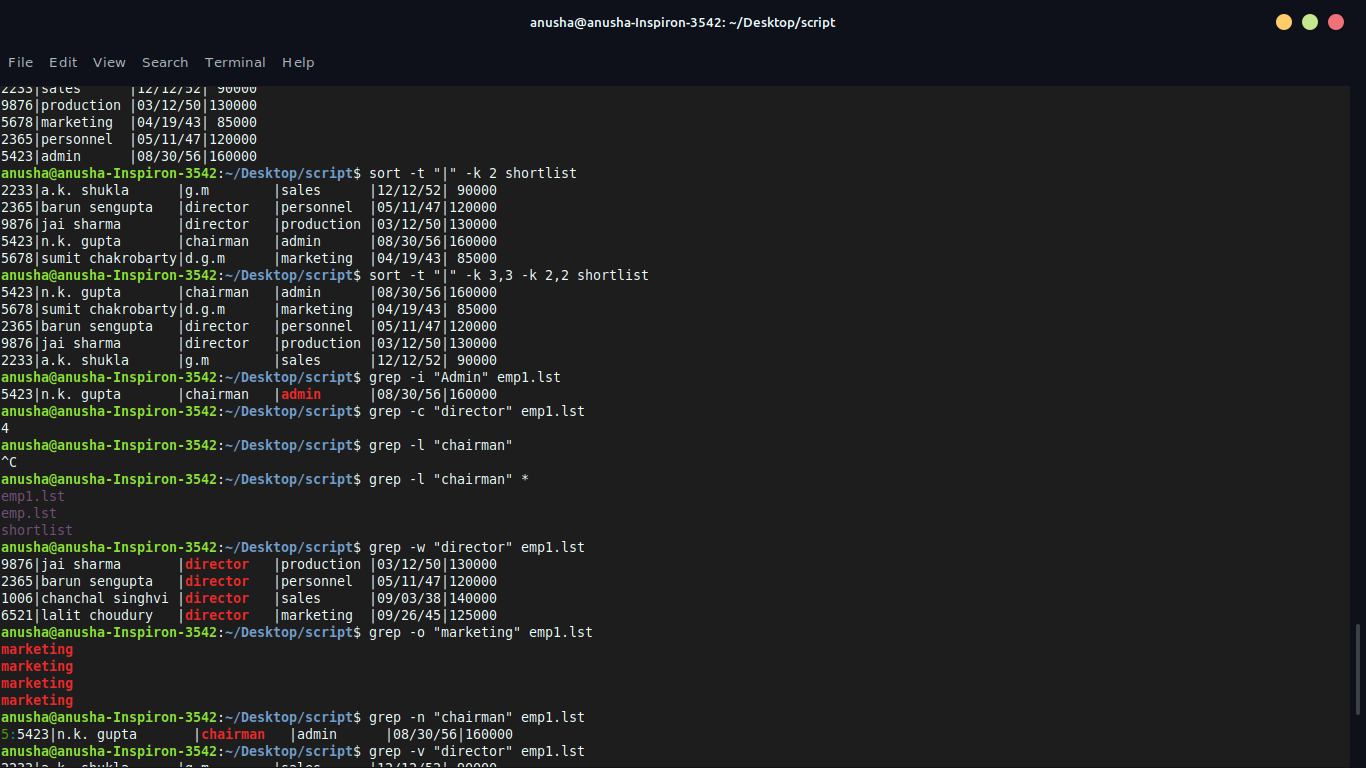 anusha@anusha-Inspiron-3542: ~/Desktop/script
File Edit View Search Terminal Help
2233|sales      |12/12/52| 90000
9876|production |03/12/50|130000
5678|marketing  |04/19/43| 85000
2365|personnel  |05/11/47|120000
5423|admin      |08/30/56|160000
anusha@anusha-Inspiron-3542:~/Desktop/script$ sort -t "|" -k 2 shortlist
2233|a.k. shukla      |g.m        |sales      |12/12/52| 90000
2365|barun sengupta   |director   |personnel  |05/11/47|120000
9876|jai sharma       |director   |production |03/12/50|130000
5423|n.k. gupta       |chairman   |admin      |08/30/56|160000
5678|sumit chakrobarty|d.g.m      |marketing  |04/19/43| 85000
anusha@anusha-Inspiron-3542:~/Desktop/script$ sort -t "|" -k 3,3 -k 2,2 shortlist
5423|n.k. gupta       |chairman   |admin      |08/30/56|160000
5678|sumit chakrobarty|d.g.m      |marketing  |04/19/43| 85000
2365|barun sengupta   |director   |personnel  |05/11/47|120000
9876|jai sharma       |director   |production |03/12/50|130000
2233|a.k. shukla      |g.m        |sales      |12/12/52| 90000
anusha@anusha-Inspiron-3542:~/Desktop/script$ grep -i "Admin" emp1.lst
5423|n.k. gupta       |chairman   |admin      |08/30/56|160000
anusha@anusha-Inspiron-3542:~/Desktop/script$ grep -c "director" emp1.lst
4
anusha@anusha-Inspiron-3542:~/Desktop/script$ grep -l "chairman"
^C
anusha@anusha-Inspiron-3542:~/Desktop/script$ grep -l "chairman" *
emp1.lst
emp.lst
shortlist
anusha@anusha-Inspiron-3542:~/Desktop/script$ grep -w "director" emp1.lst
9876|jai sharma       |director   |production |03/12/50|130000
2365|barun sengupta   |director   |personnel  |05/11/47|120000
1006|chanchal singhvi |director   |sales      |09/03/38|140000
6521|lalit choudury   |director   |marketing  |09/26/45|125000
anusha@anusha-Inspiron-3542:~/Desktop/script$ grep -o "marketing" emp1.lst
marketing
marketing
marketing
marketing
anusha@anusha-Inspiron-3542:~/Desktop/script$ grep -n "chairman" emp1.lst
5:5423|n.k. gupta       |chairman   |admin      |08/30/56|160000
anusha@anusha-Inspiron-3542:~/Desktop/script$ grep -v "director" emp1.lst
2233|a.k. shukla      |g.m        |sales      |12/12/52| 90000